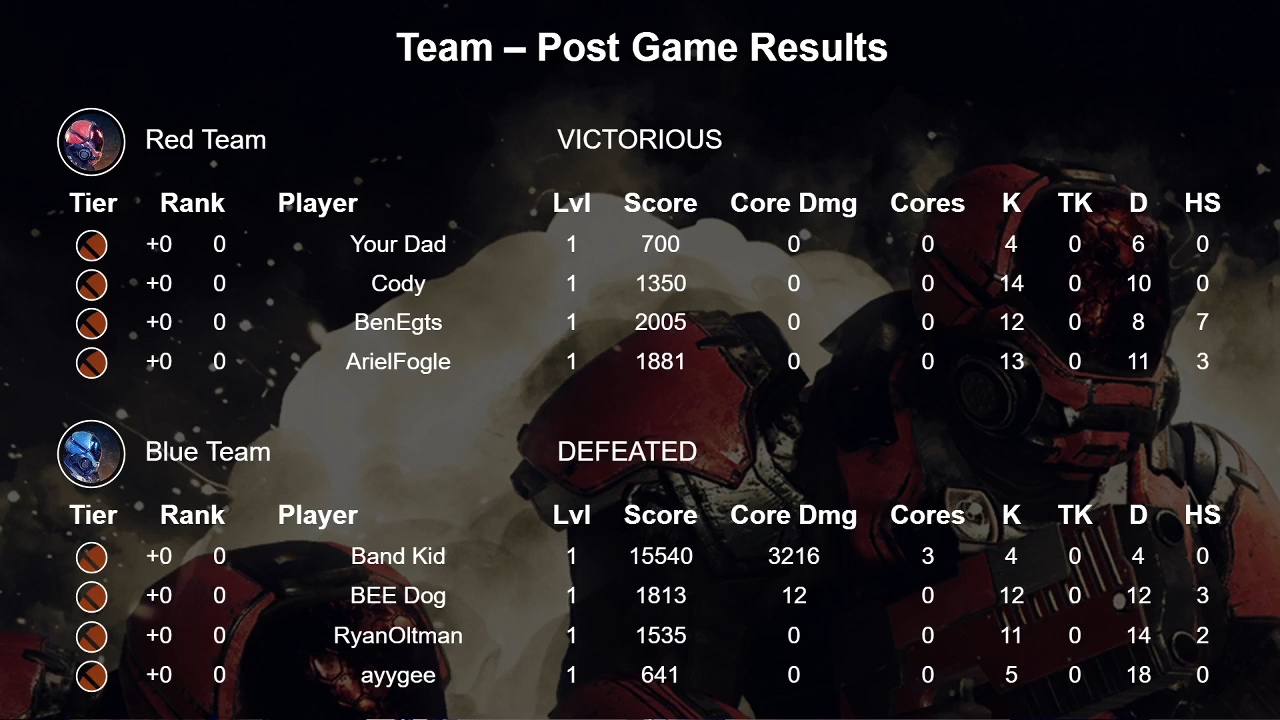 Team – Post Game Results
Red Team VICTORIOUS
Tier Rank Player Lvl Score Core Dmg Cores K TK D HS
+0 0 Your Dad 1 700 0 0 4 0 6 0
+0 0 Cody 1 1350 0 0 14 0 10 0
+0 0 BenEgts 1 2005 0 0 12 0 8 7
+0 0 ArielFogle 1 1881 0 0 13 0 11 3
Blue Team DEFEATED
Tier Rank Player Lvl Score Core Dmg Cores K TK D HS
+0 0 Band Kid 1 15540 3216 3 4 0 4 0
+0 0 BEE Dog 1 1813 12 0 12 0 12 3
+0 0 RyanOltman 1 1535 0 0 11 0 14 2
+0 0 ayygee 1 641 0 0 5 0 18 0